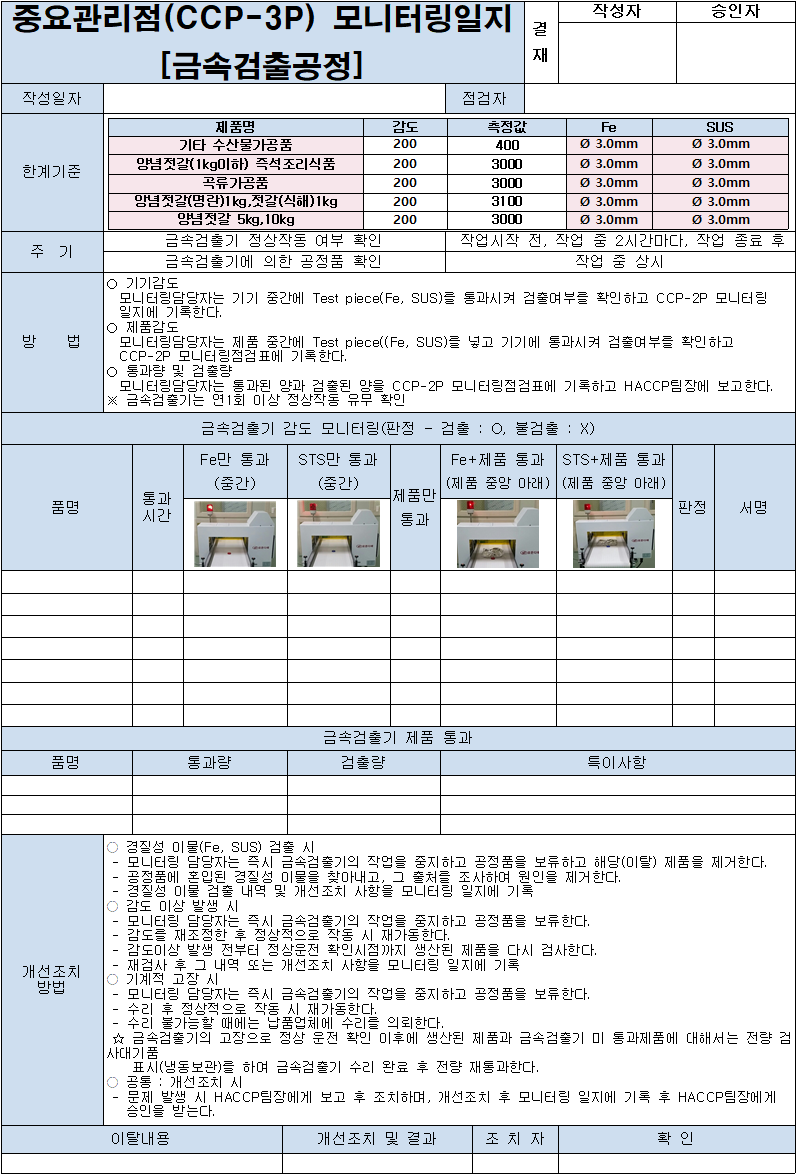 중요관리점(CCP-3P) 모니터링일지
[금속검출공정]
결
재
작성자 승인자
작성일자 점검자
한계기준
제품명 감도 측정값 Fe SUS
기타 수산물가공품 200 400 Ø 3.0mm Ø 3.0mm
양념젓갈(1kg이하) 즉석조리식품 200 3000 Ø 3.0mm Ø 3.0mm
곡류가공품 200 3000 Ø 3.0mm Ø 3.0mm
양념젓갈(명란)1kg,젓갈(식해)1kg 200 3100 Ø 3.0mm Ø 3.0mm
양념젓갈 5kg,10kg 200 3000 Ø 3.0mm Ø 3.0mm
주 기
금속검출기 정상작동 여부 확인 작업시작 전, 작업 중 2시간마다, 작업 종료 후
금속검출기에 의한 공정품 확인 작업 중 상시
방 법
○ 기기감도
모니터링담당자는 기기 중간에 Test piece(Fe, SUS)를 통과시켜 검출여부를 확인하고 CCP-2P 모니터링
일지에 기록한다.
○ 제품감도
모니터링담당자는 제품 중간에 Test piece((Fe, SUS)을 넣고 기기에 통과시켜 검출여부를 확인하고
CCP-2P 모니터링점검표에 기록한다.
○ 통과량 및 검출량
모니터링담당자는 통과된 양과 검출된 양을 CCP-2P 모니터링점검표에 기록하고 HACCP팀장에 보고한다.
※ 금속검출기는 연1회 이상 정상작동 유무 확인
금속검출기 감도 모니터링(판정 - 검출 : O, 불검출 : X)
품명
통과
시간
Fe만 통과
(중간)
STS만 통과
(중간)
제품만
통과
Fe+제품 통과
(제품 중앙 아래)
STS+제품 통과
(제품 중앙 아래)
판정
서명
금속검출기 제품 통과
품명 통과량 검출량 특이사항
개선조치
방법
○ 경질성 이물(Fe, SUS) 검출 시
- 모니터링 담당자는 즉시 금속검출기의 작업을 중지하고 공정품을 보류하고 해당(이탈) 제품을 제거한다.
- 공정품에 혼입된 경질성 이물을 찾아내고, 그 출처를 조사하여 원인을 제거한다.
- 경질성 이물 검출 내역 및 개선조치 사항을 모니터링 일지에 기록
○ 감도 이상 발생 시
- 모니터링 담당자는 즉시 금속검출기의 작업을 중지하고 공정품을 보류한다.
- 감도를 재조정한 후 정상적으로 작동 시 재가동한다.
- 감도이상 발생 전부터 정상운전 확인시점까지 생산된 제품을 다시 검사한다.
- 재검사 후 그 내역 또는 개선조치 사항을 모니터링 일지에 기록
○ 기계적 고장 시
- 모니터링 담당자는 즉시 금속검출기의 작업을 중지하고 공정품을 보류한다.
- 수리 후 정상적으로 작동 시 재가동한다.
- 수리 불가능할 때에는 납품업체에 수리를 의뢰한다.
☆ 금속검출기의 고장으로 정상 운전 확인 이후에 생산된 제품과 금속검출기 미 통과제품에 대해서는 전량 검
사대기품
표시(냉동보관)를 하여 금속검출기 수리 완료 후 전량 재통과한다.
○ 공통 : 개선조치 시
- 문제 발생 시 HACCP팀장에게 보고 후 조치하며, 개선조치 후 모니터링 일지에 기록 후 HACCP팀장에게
승인을 받는다.
이탈내용 개선조치 및 결과 조 치 자 확 인